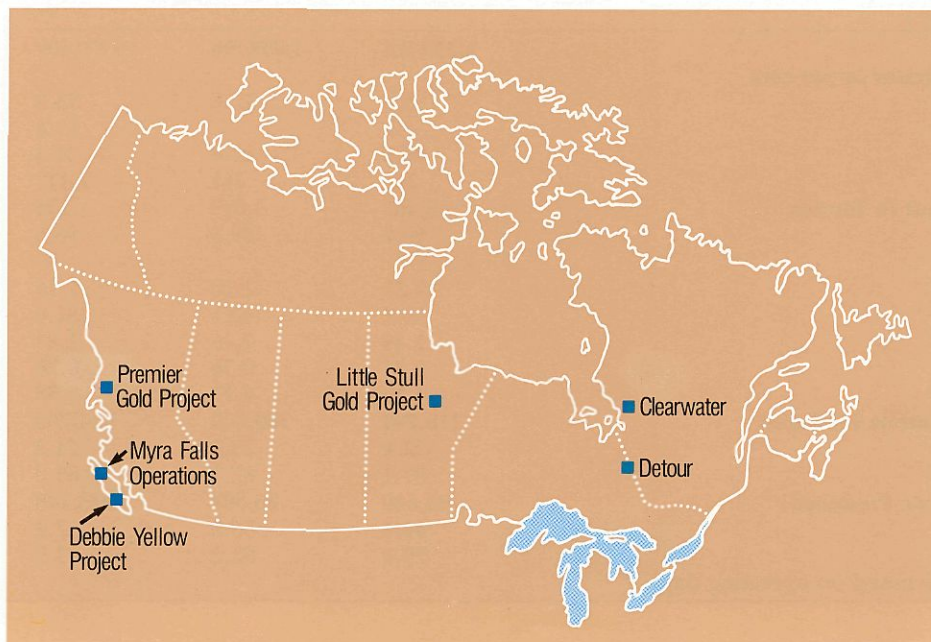 Premier
Gold Project
Little Stull
Gold Project
Clearwater
Myra Falls
Operations
Detour
Debbie Yellow
Project